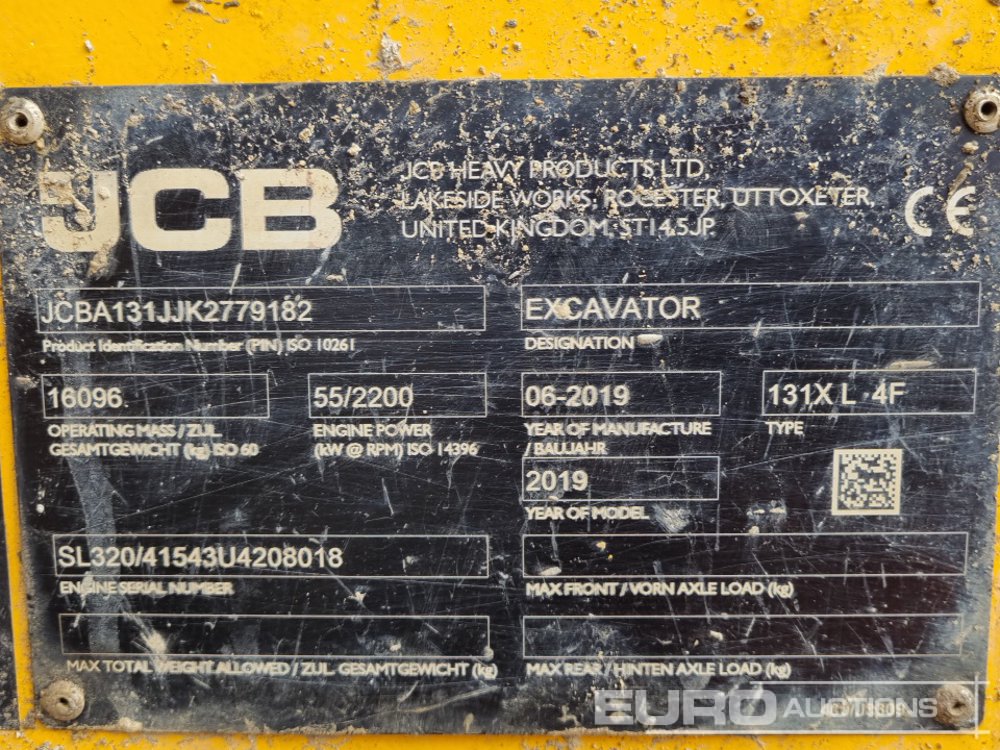 JCB
JCB HEAVY PRODUCTS LTD,
LAKESIDE WORKS, ROCESTER, UTTOXETER,
UNITED KINGDOM. ST14 5JP
CE
JCBA131JJK2779182
Product Identification Number (PIN) ISO 10261
EXCAVATOR
DESIGNATION
16096
OPERATING MASS / ZUL.
GESAMTGEWICHT (kg) ISO 60
55/2200
ENGINE POWER
(kW @ RPM) ISO 14396
06-2019
YEAR OF MANUFACTURE
/ BAUJAHR
131X L 4F
TYPE
2019
YEAR OF MODEL
SL320/41543U4208018
ENGINE SERIAL NUMBER
MAX FRONT / VORN AXLE LOAD (kg)
MAX TOTAL WEIGHT ALLOWED / ZUL. GESAMTGEWICHT (kg)
MAX REAR / HINTEN AXLE LOAD (kg)
EURO AUCTIONS